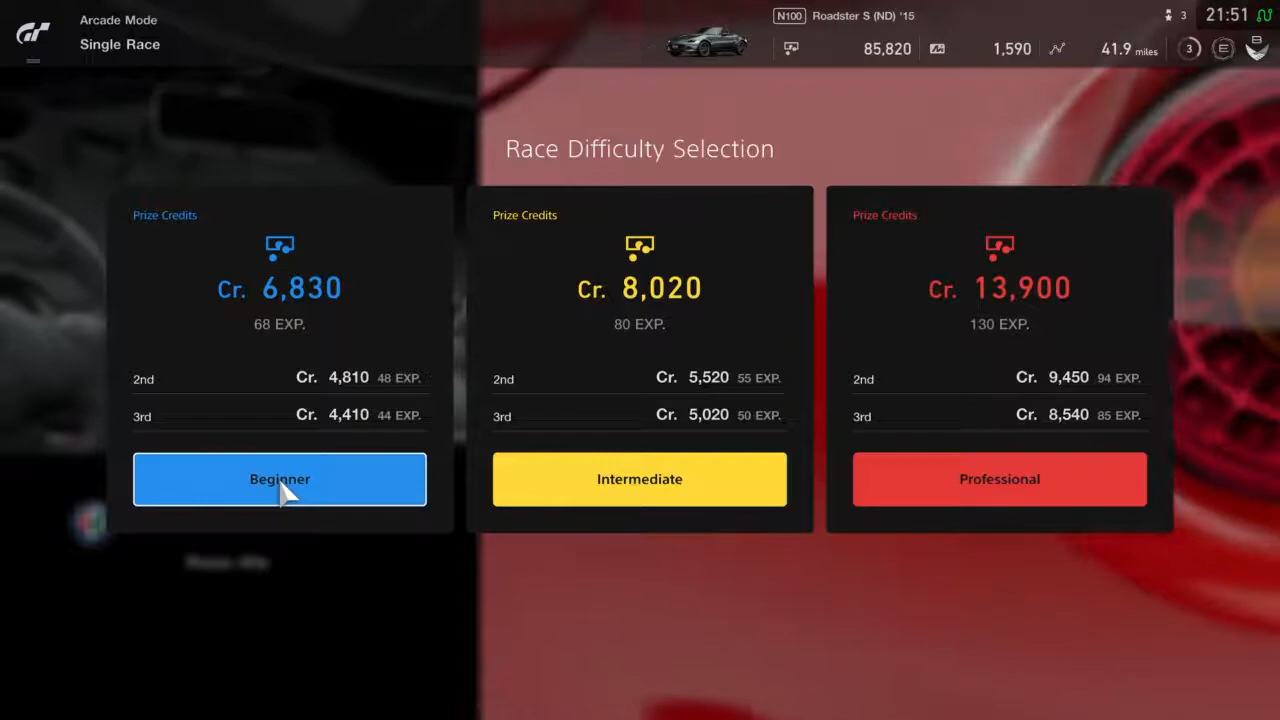 Arcade Mode
Single Race
N100 Roadster S (ND) '15
85,820 1,590 41.9 miles
3 21:51
3 E B
Race Difficulty Selection
Prize Credits
Cr. 6,830
68 EXP.
2nd Cr. 4,810 48 EXP.
3rd Cr. 4,410 44 EXP.
Beginner
Prize Credits
Cr. 8,020
80 EXP.
2nd Cr. 5,520 55 EXP.
3rd Cr. 5,020 50 EXP.
Intermediate
Prize Credits
Cr. 13,900
130 EXP.
2nd Cr. 9,450 94 EXP.
3rd Cr. 8,540 85 EXP.
Professional